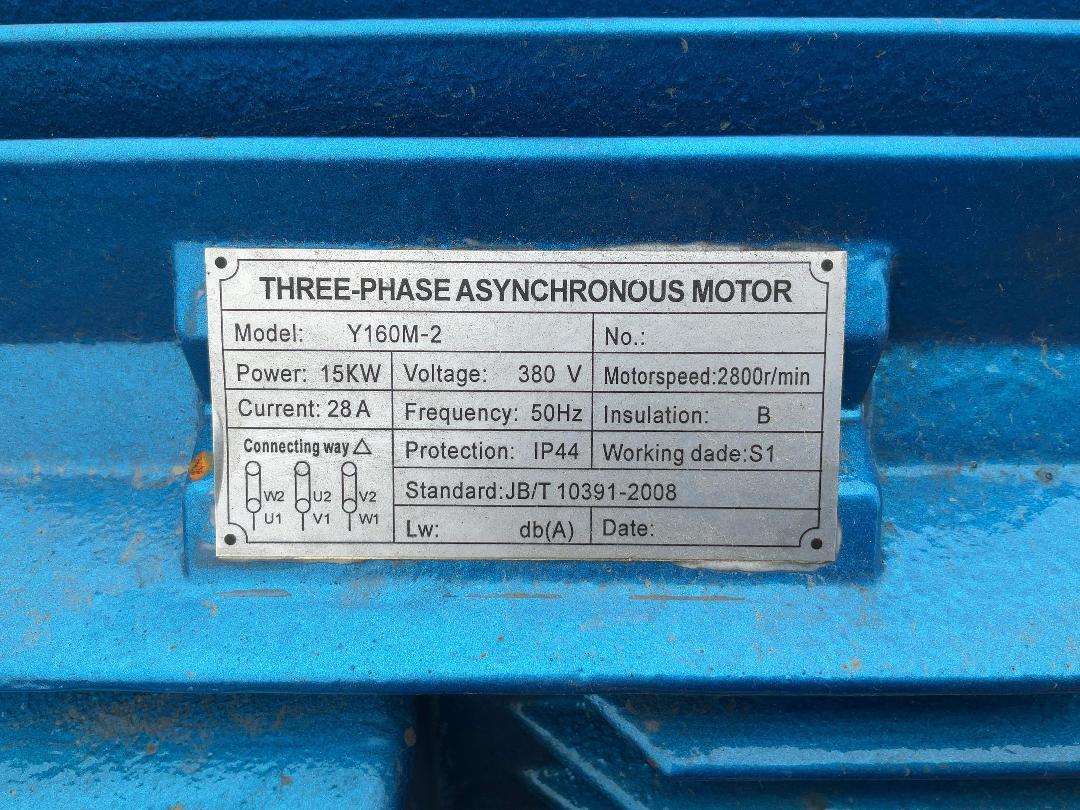 THREE-PHASE ASYNCHRONOUS MOTOR
Model: Y160M-2 No.:
Power: 15KW Voltage: 380 V Motorspeed:2800r/min
Current: 28A Frequency: 50Hz Insulation: B
Connecting way △ Protection: IP44 Working dade:S1
W2 U2 V2 Standard:JB/T 10391-2008
U1 V1 W1 Lw: db(A) Date: